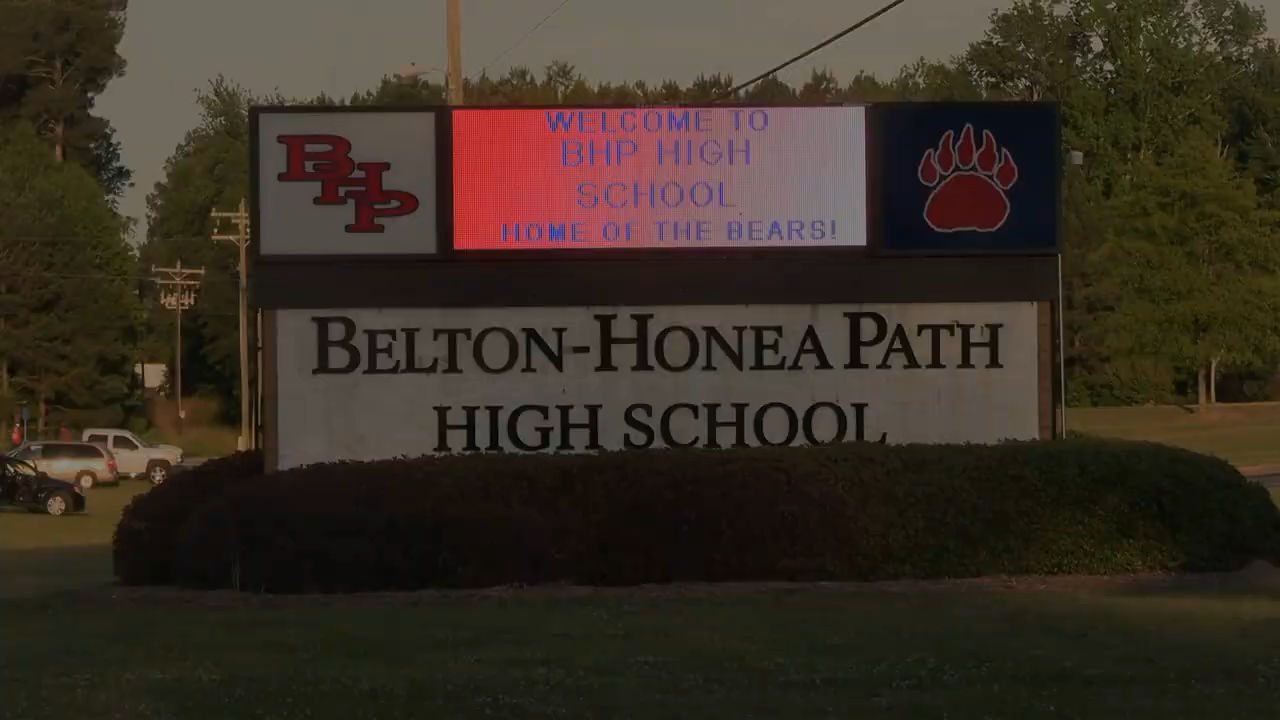 BHP
WELCOME TO
BHP HIGH
SCHOOL
HOME OF THE BEARS!
BELTON-HONEA PATH
HIGH SCHOOL